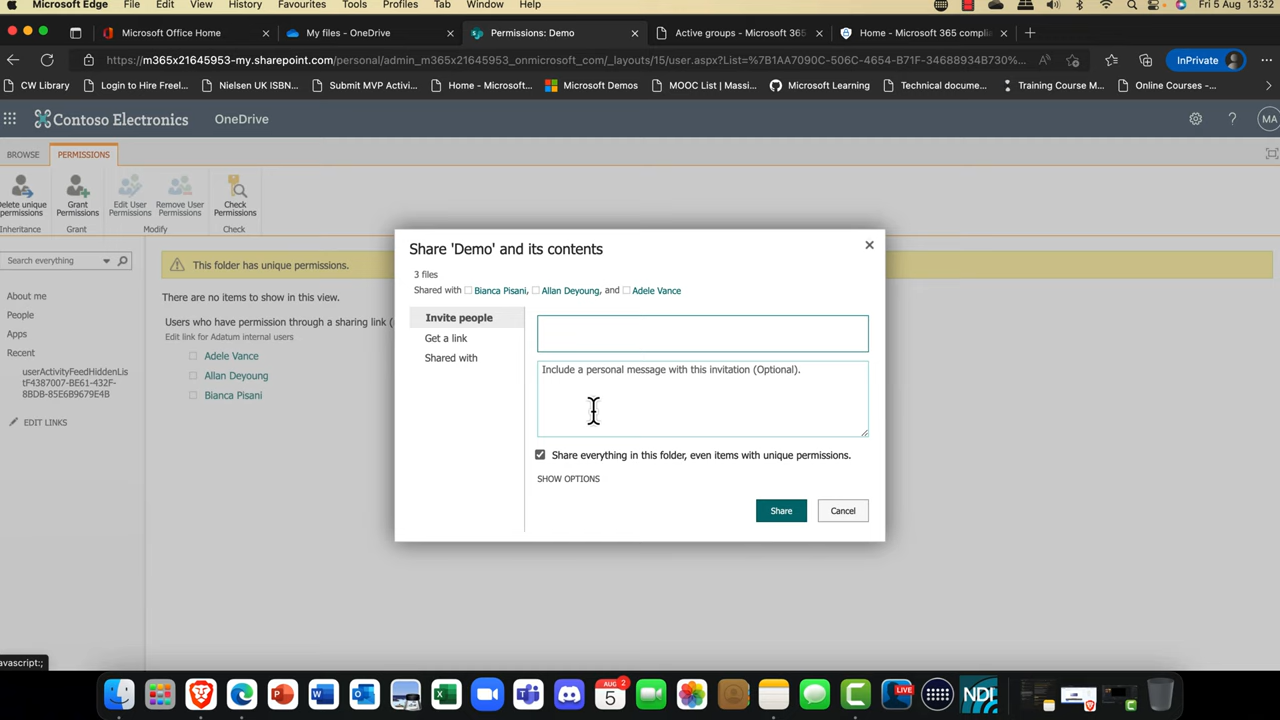 Microsoft Edge File Edit View History Favourites Tools Profiles Tab Window Help Fri 5 Aug 13:32
Microsoft Office Home × My files - OneDrive × Permissions: Demo × Active groups - Microsoft 365 × Home - Microsoft 365 compli × +
https://m365x21645953-my.sharepoint.com/personal/admin_m365x21645953_onmicrosoft_com/_layouts/15/user.aspx?List=%7B1AA7090C-506C-4654-B71F-34688934B730%... InPrivate
CW Library Login to Hire Freel... Nielsen UK ISBN... Submit MVP Activi... Home - Microsoft... Microsoft Demos MOOC List | Massi... Microsoft Learning Technical docume... Training Course M... Online Courses -...
Contoso Electronics OneDrive ? MA
BROWSE PERMISSIONS
Delete unique permissions
Grant Permissions
Edit User Permissions
Remove User Permissions
Check Permissions
Inheritance Grant Modify Check
Search everything
This folder has unique permissions.
About me
People
Apps
Recent
userActivityFeedHiddenLis
tF4387007-BE61-432F-
8BDB-85E6B9679E4B
EDIT LINKS
There are no items to show in this view.
Users who have permission through a sharing link (
Edit link for Adatum internal users
Adele Vance
Allan Deyoung
Bianca Pisani
Share 'Demo' and its contents
3 files
Shared with Bianca Pisani, Allan Deyoung, and Adele Vance
Invite people
Get a link
Shared with
Include a personal message with this invitation (Optional).
Share everything in this folder, even items with unique permissions.
SHOW OPTIONS
Share Cancel
avascript:;
AUG 2
5
LIVE
NDI